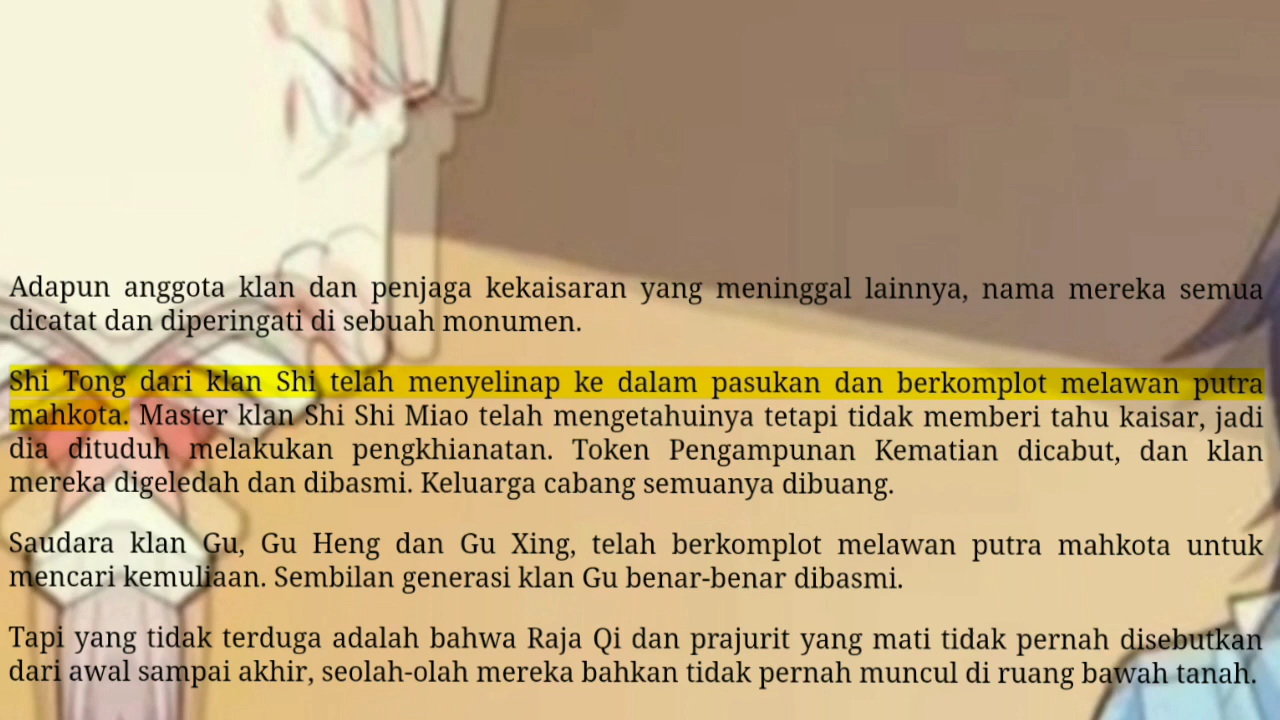 Adapun anggota klan dan penjaga kekaisaran yang meninggal lainnya, nama mereka semua
dicatat dan diperingati di sebuah monumen.
Shi Tong dari klan Shi telah menyelinap ke dalam pasukan dan berkomplot melawan putra
mahkota. Master klan Shi Shi Miao telah mengetahuinya tetapi tidak memberi tahu kaisar, jadi
dia dituduh melakukan pengkhianatan. Token Pengampunan Kematian dicabut, dan klan
mereka digeledah dan dibasmi. Keluarga cabang semuanya dibuang.
Saudara klan Gu, Gu Heng dan Gu Xing, telah berkomplot melawan putra mahkota untuk
mencari kemuliaan. Sembilan generasi klan Gu benar-benar dibasmi.
Tapi yang tidak terduga adalah bahwa Raja Qi dan prajurit yang mati tidak pernah disebutkan
dari awal sampai akhir, seolah-olah mereka bahkan tidak pernah muncul di ruang bawah tanah.